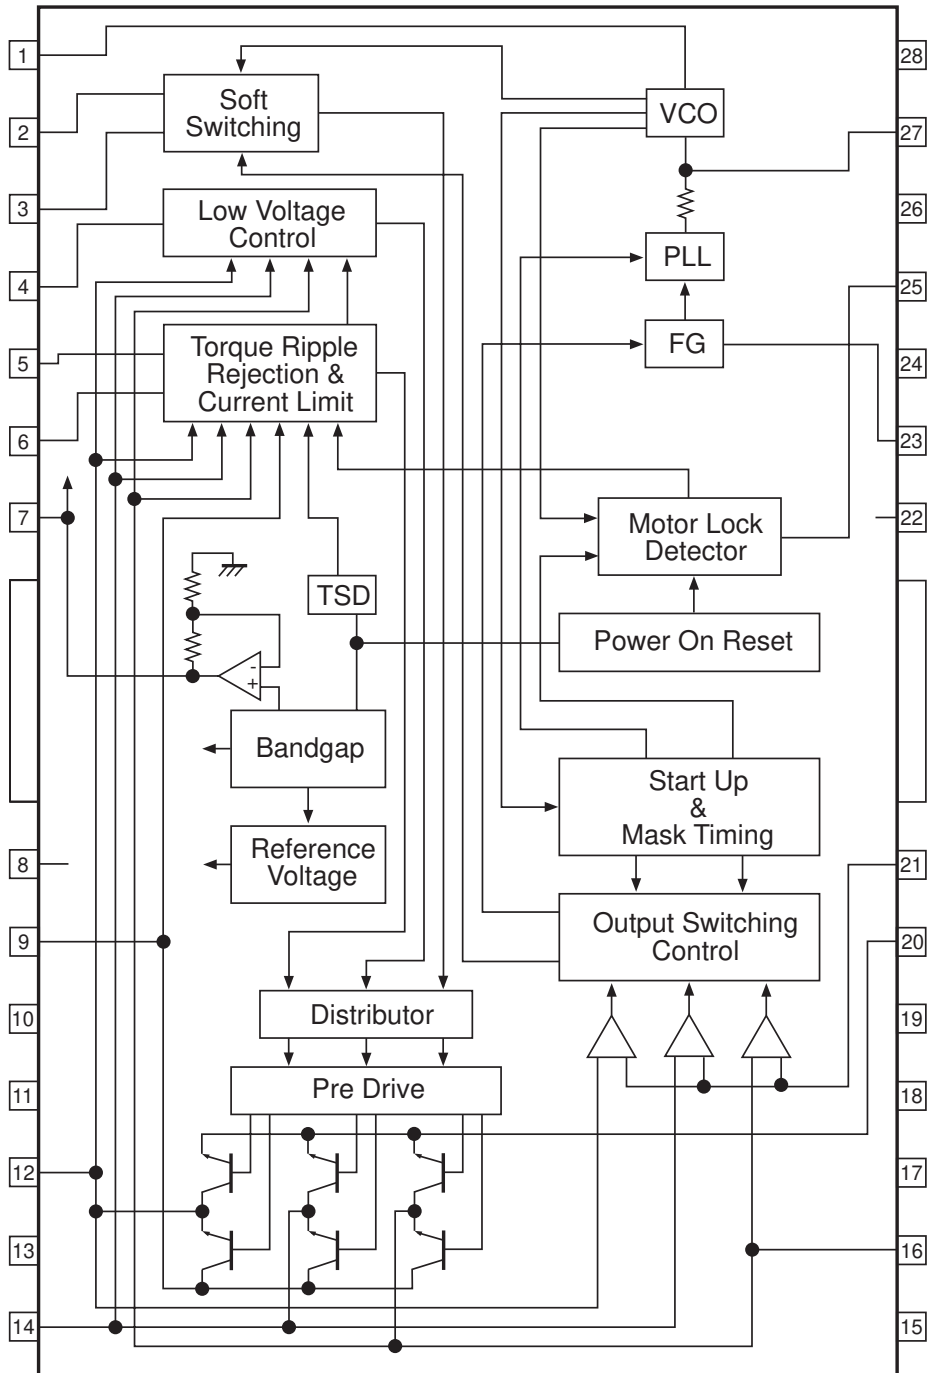 1
28
Soft
Switching
VCO
2
27
3
26
Low Voltage
Control
PLL
4
25
FG
Torque Ripple
Rejection &
Current Limit
5
24
6
23
7
22
Motor Lock
Detector
TSD
Power On Reset
-
+
Bandgap
Start Up
&
Mask Timing
Reference
Voltage
8
21
Output Switching
Control
9
20
10
19
Distributor
Pre Drive
11
18
12
17
13
16
14
15